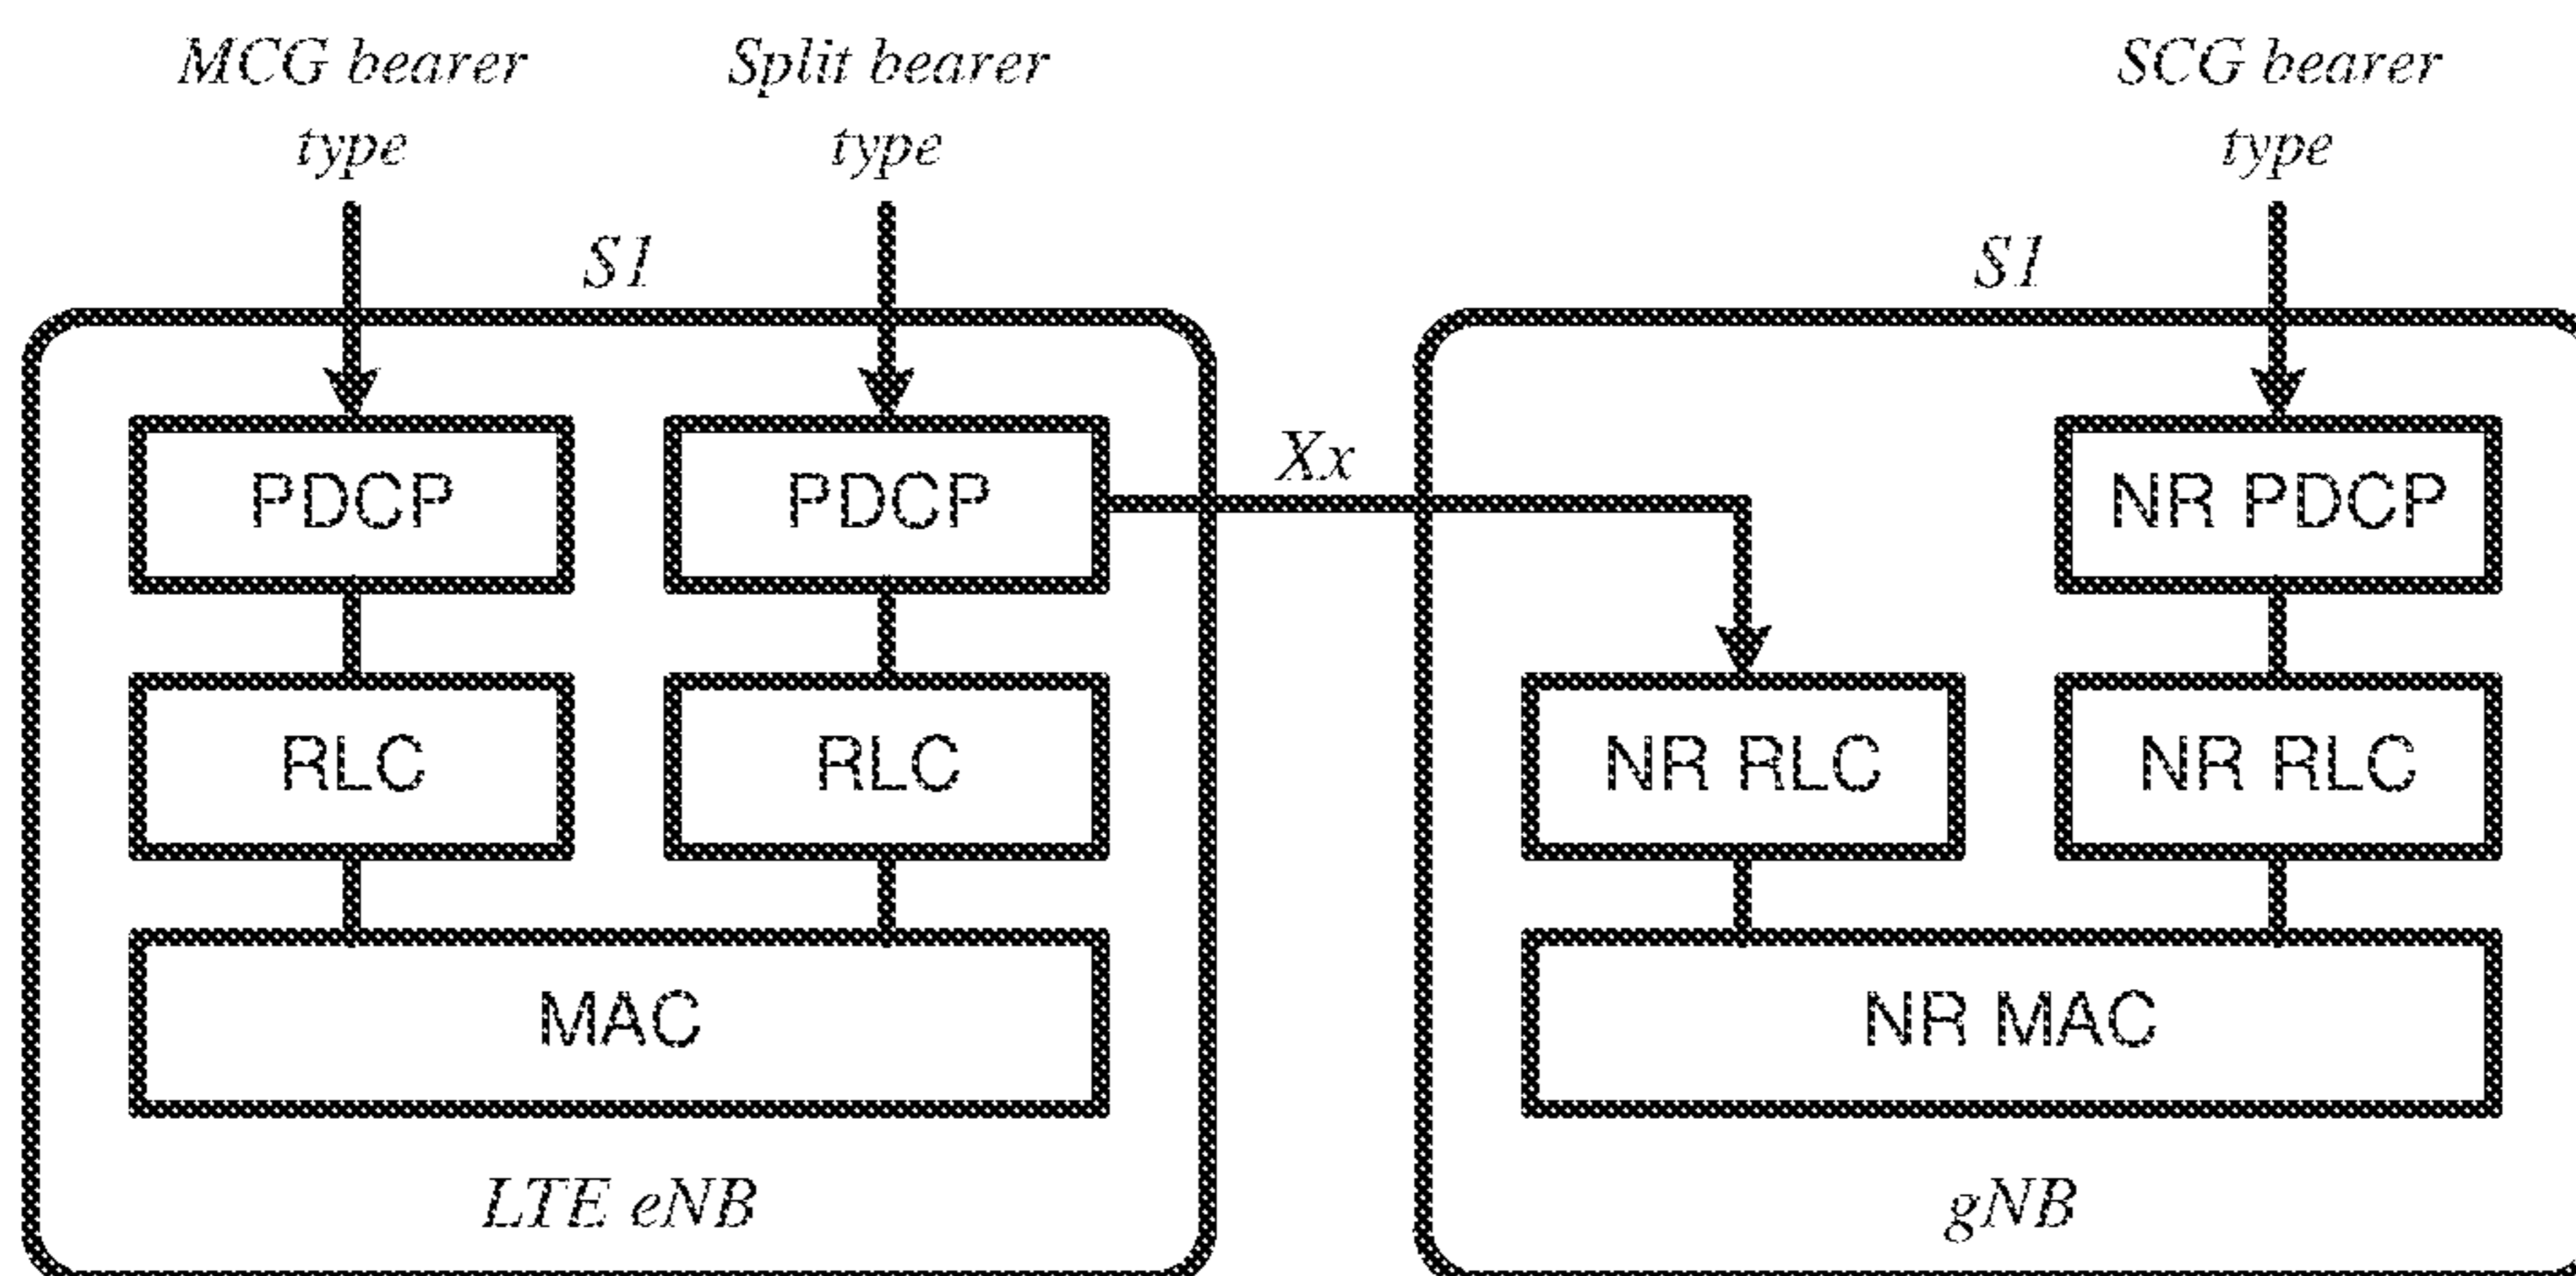 MCG bearer
type
Split bearer
type
SCG bearer
type
S1
S1
Xx
PDCP
PDCP
NR PDCP
RLC
RLC
NR RLC
NR RLC
MAC
NR MAC
LTE eNB
gNB